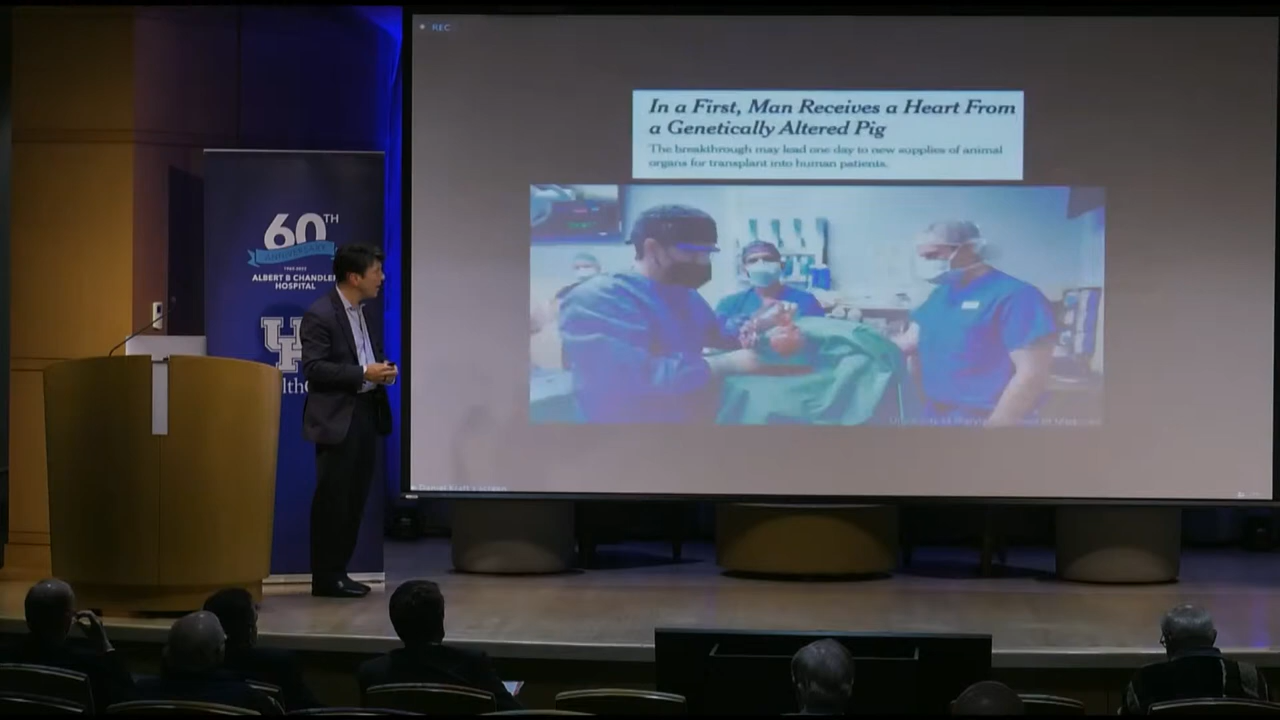 REC
In a First, Man Receives a Heart From
a Genetically Altered Pig
The breakthrough may lead one day to new supplies of animal
organs for transplant into human patients.
60TH
ANNIVERSARY
ALBERT B CHANDLER
HOSPITAL
UK